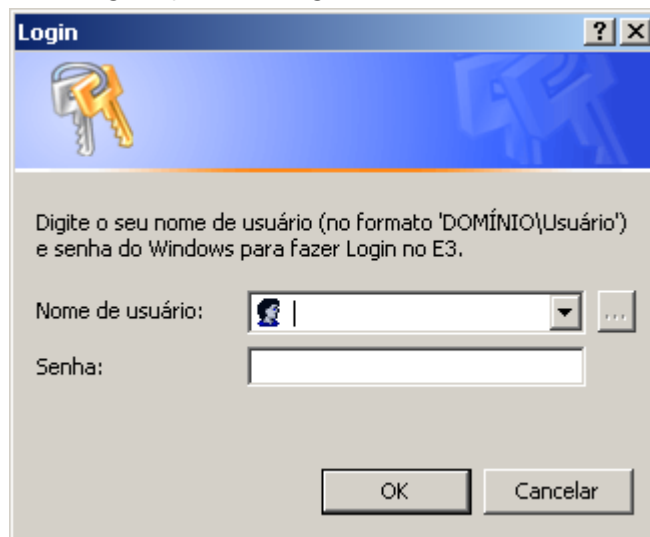 Login
Digite o seu nome de usuário (no formato 'DOMÍNIO\Usuário')
e senha do Windows para fazer Login no E3.
Nome de usuário:
...
Senha:
OK Cancelar